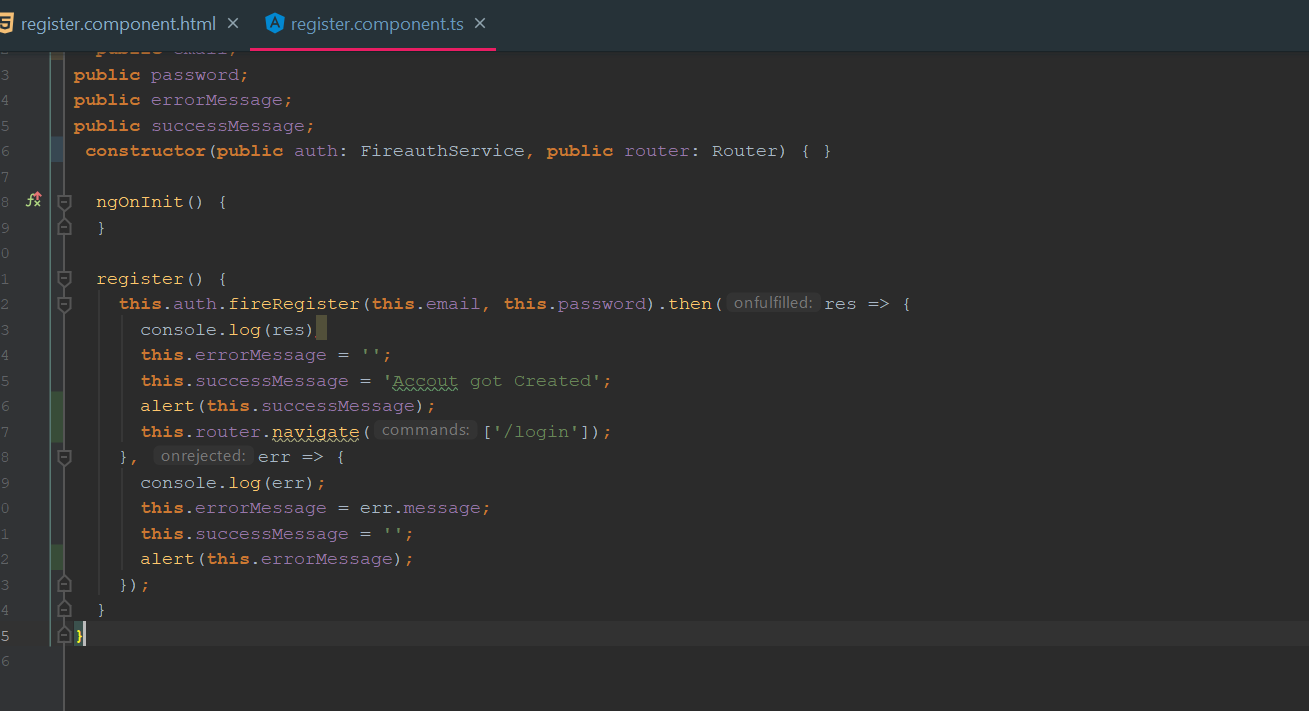 register.component.html × register.component.ts ×
public email;
3 public password;
4 public errorMessage;
5 public successMessage;
6 constructor(public auth: FireauthService, public router: Router) { }
7
8 ngOnInit() {
9 }
0
1 register() {
2 this.auth.fireRegister(this.email, this.password).then( onfulfilled: res => {
3 console.log(res)
4 this.errorMessage = '';
5 this.successMessage = 'Accout got Created';
6 alert(this.successMessage);
7 this.router.navigate( commands: ['/login']);
8 }, onrejected: err => {
9 console.log(err);
0 this.errorMessage = err.message;
1 this.successMessage = '';
2 alert(this.errorMessage);
3 });
4 }
5 }
6